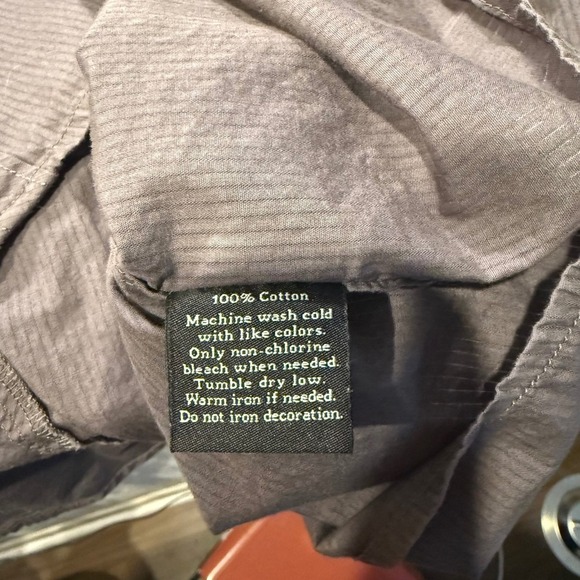 100% Cotton
Machine wash cold
with like colors.
Only non-chlorine
bleach when needed.
Tumble dry low.
Warm iron if needed.
Do not iron decoration.